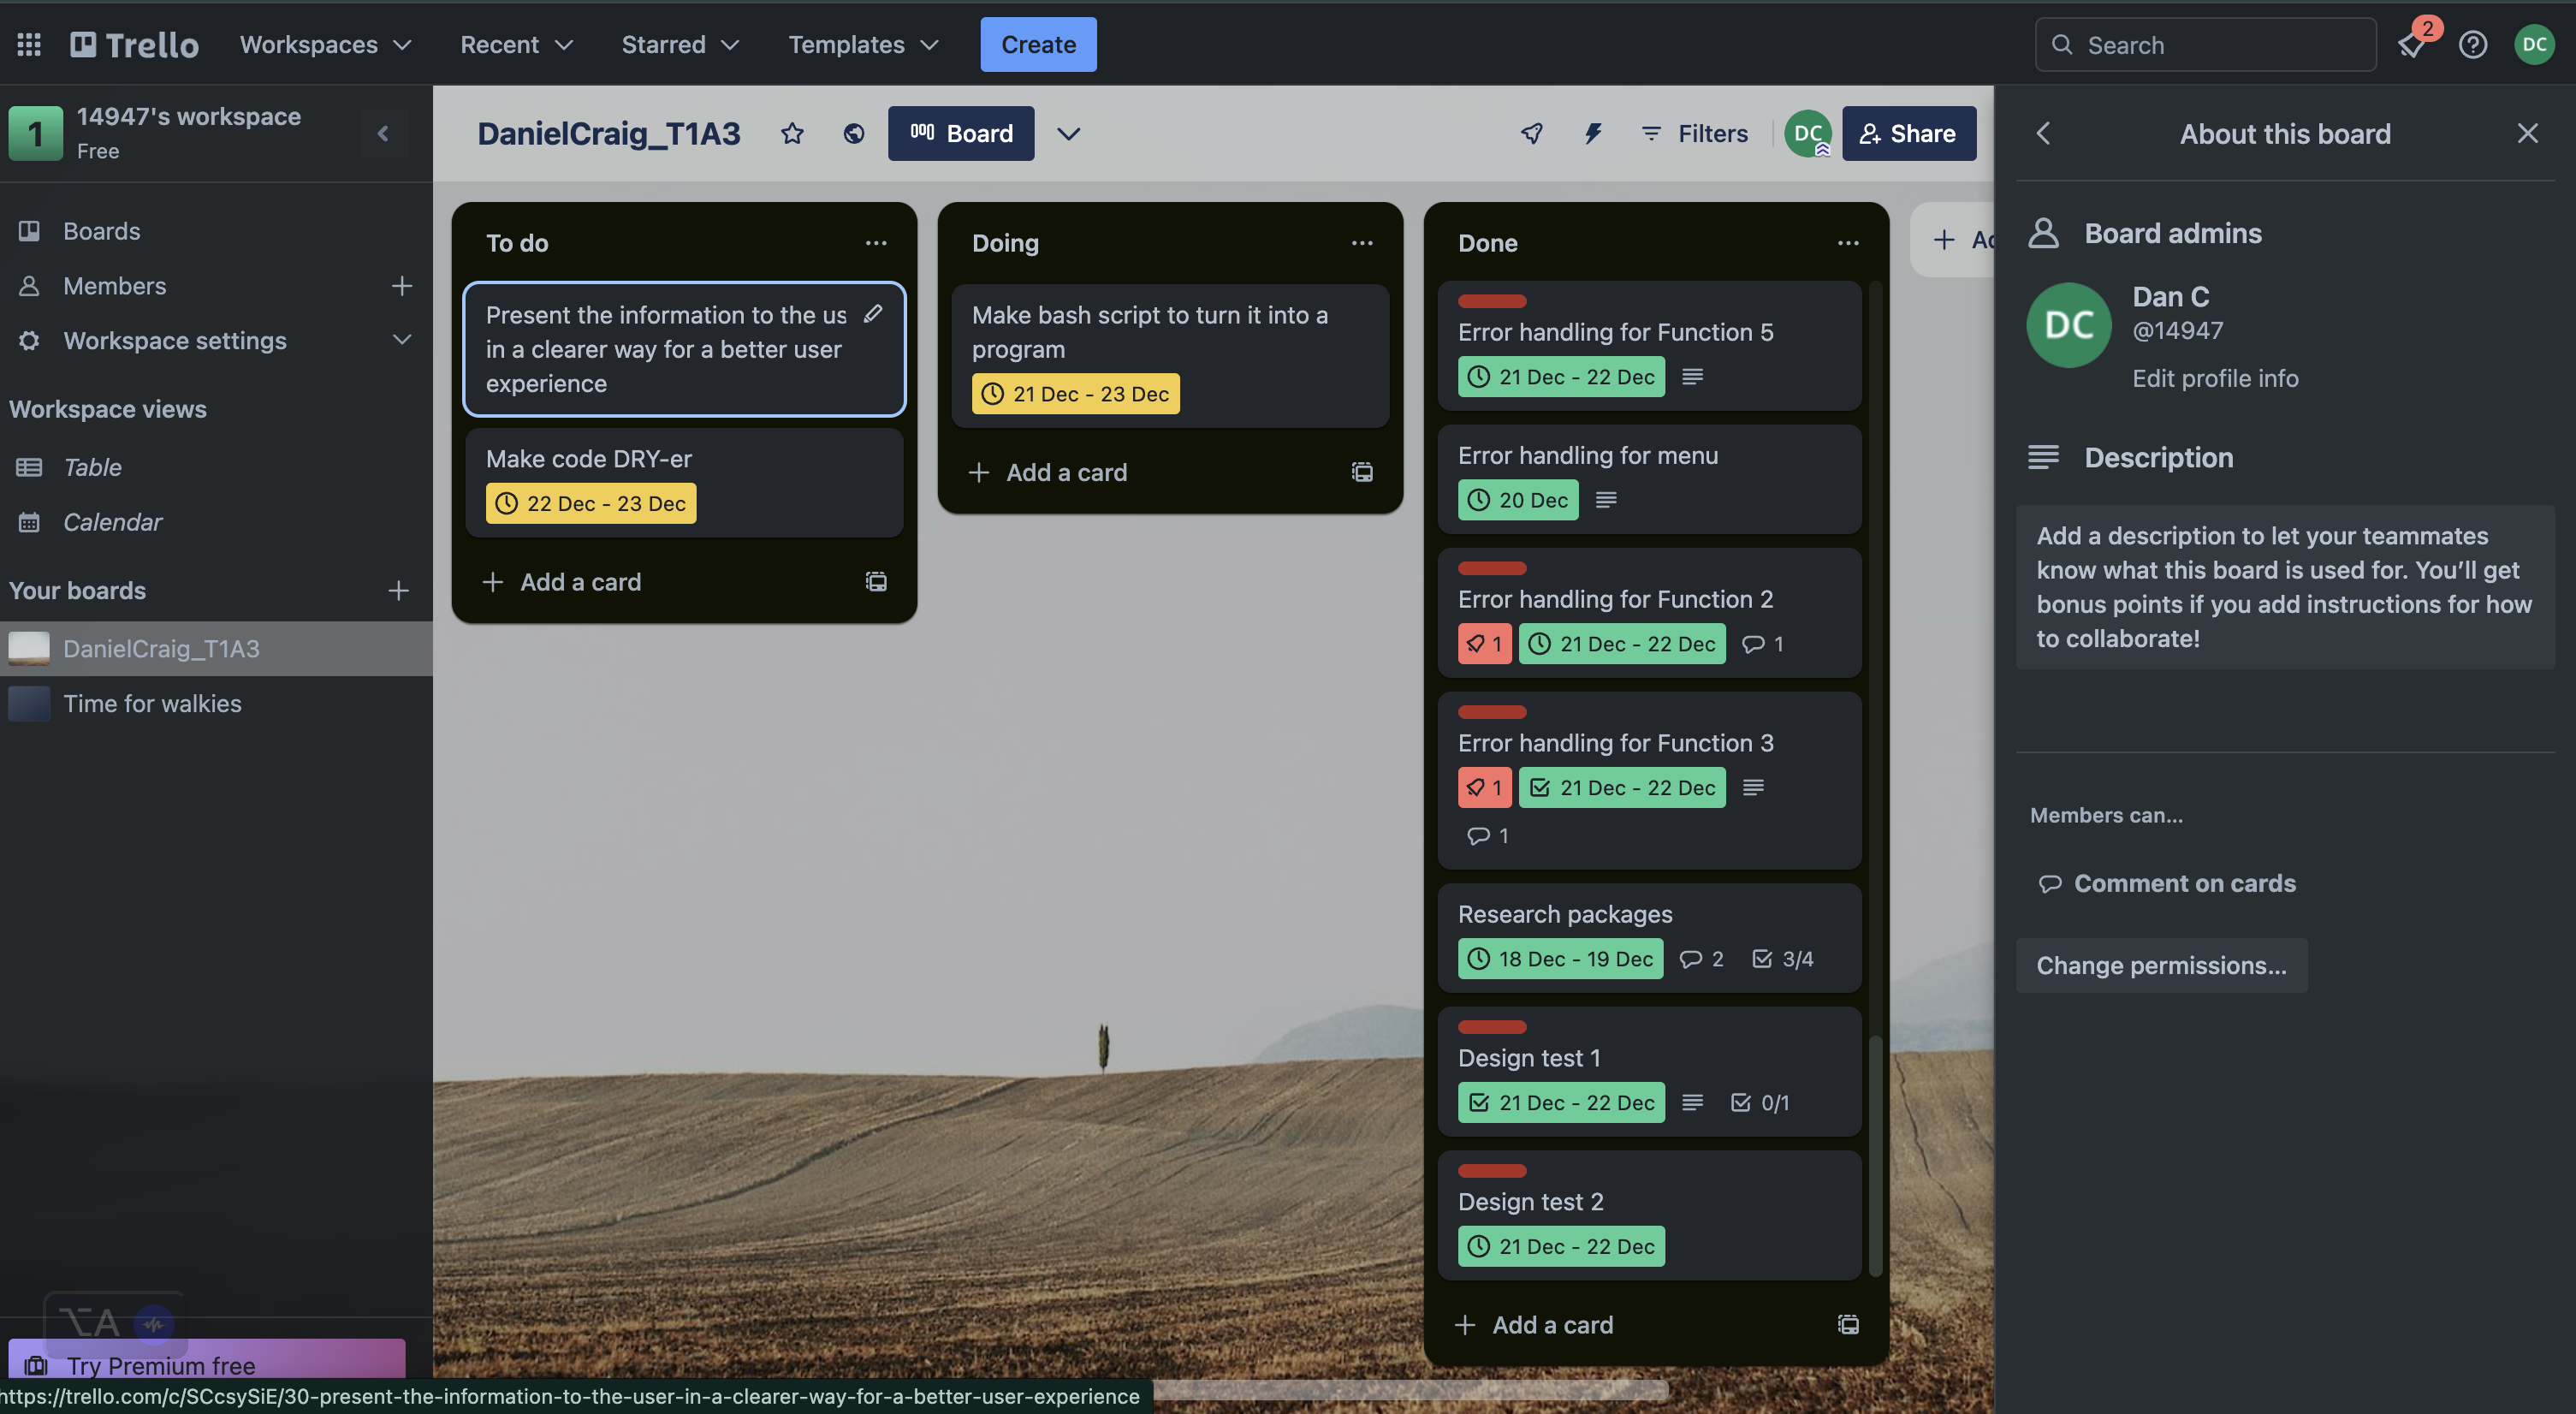 Trello
Workspaces
Recent
Starred
Templates
Create
Search
2
DC
1
14947's workspace
Free
Boards
Members
Workspace settings
Workspace views
Table
Calendar
Your boards
DanielCraig_T1A3
Time for walkies
⌥A
Try Premium free
DanielCraig_T1A3
Board
Filters
DC
Share
To do
Present the information to the us
in a clearer way for a better user
experience
Make code DRY-er
22 Dec - 23 Dec
Add a card
Doing
Make bash script to turn it into a
program
21 Dec - 23 Dec
Add a card
Done
Error handling for Function 5
21 Dec - 22 Dec
Error handling for menu
20 Dec
Error handling for Function 2
1 21 Dec - 22 Dec 1
Error handling for Function 3
1 21 Dec - 22 Dec
1
Research packages
18 Dec - 19 Dec 2 3/4
Design test 1
21 Dec - 22 Dec 0/1
Design test 2
21 Dec - 22 Dec
Add a card
About this board
Board admins
DC
Dan C
@14947
Edit profile info
Description
Add a description to let your teammates
know what this board is used for. You’ll get
bonus points if you add instructions for how
to collaborate!
Members can...
Comment on cards
Change permissions...
https://trello.com/c/SCcsySiE/30-present-the-information-to-the-user-in-a-clearer-way-for-a-better-user-experience